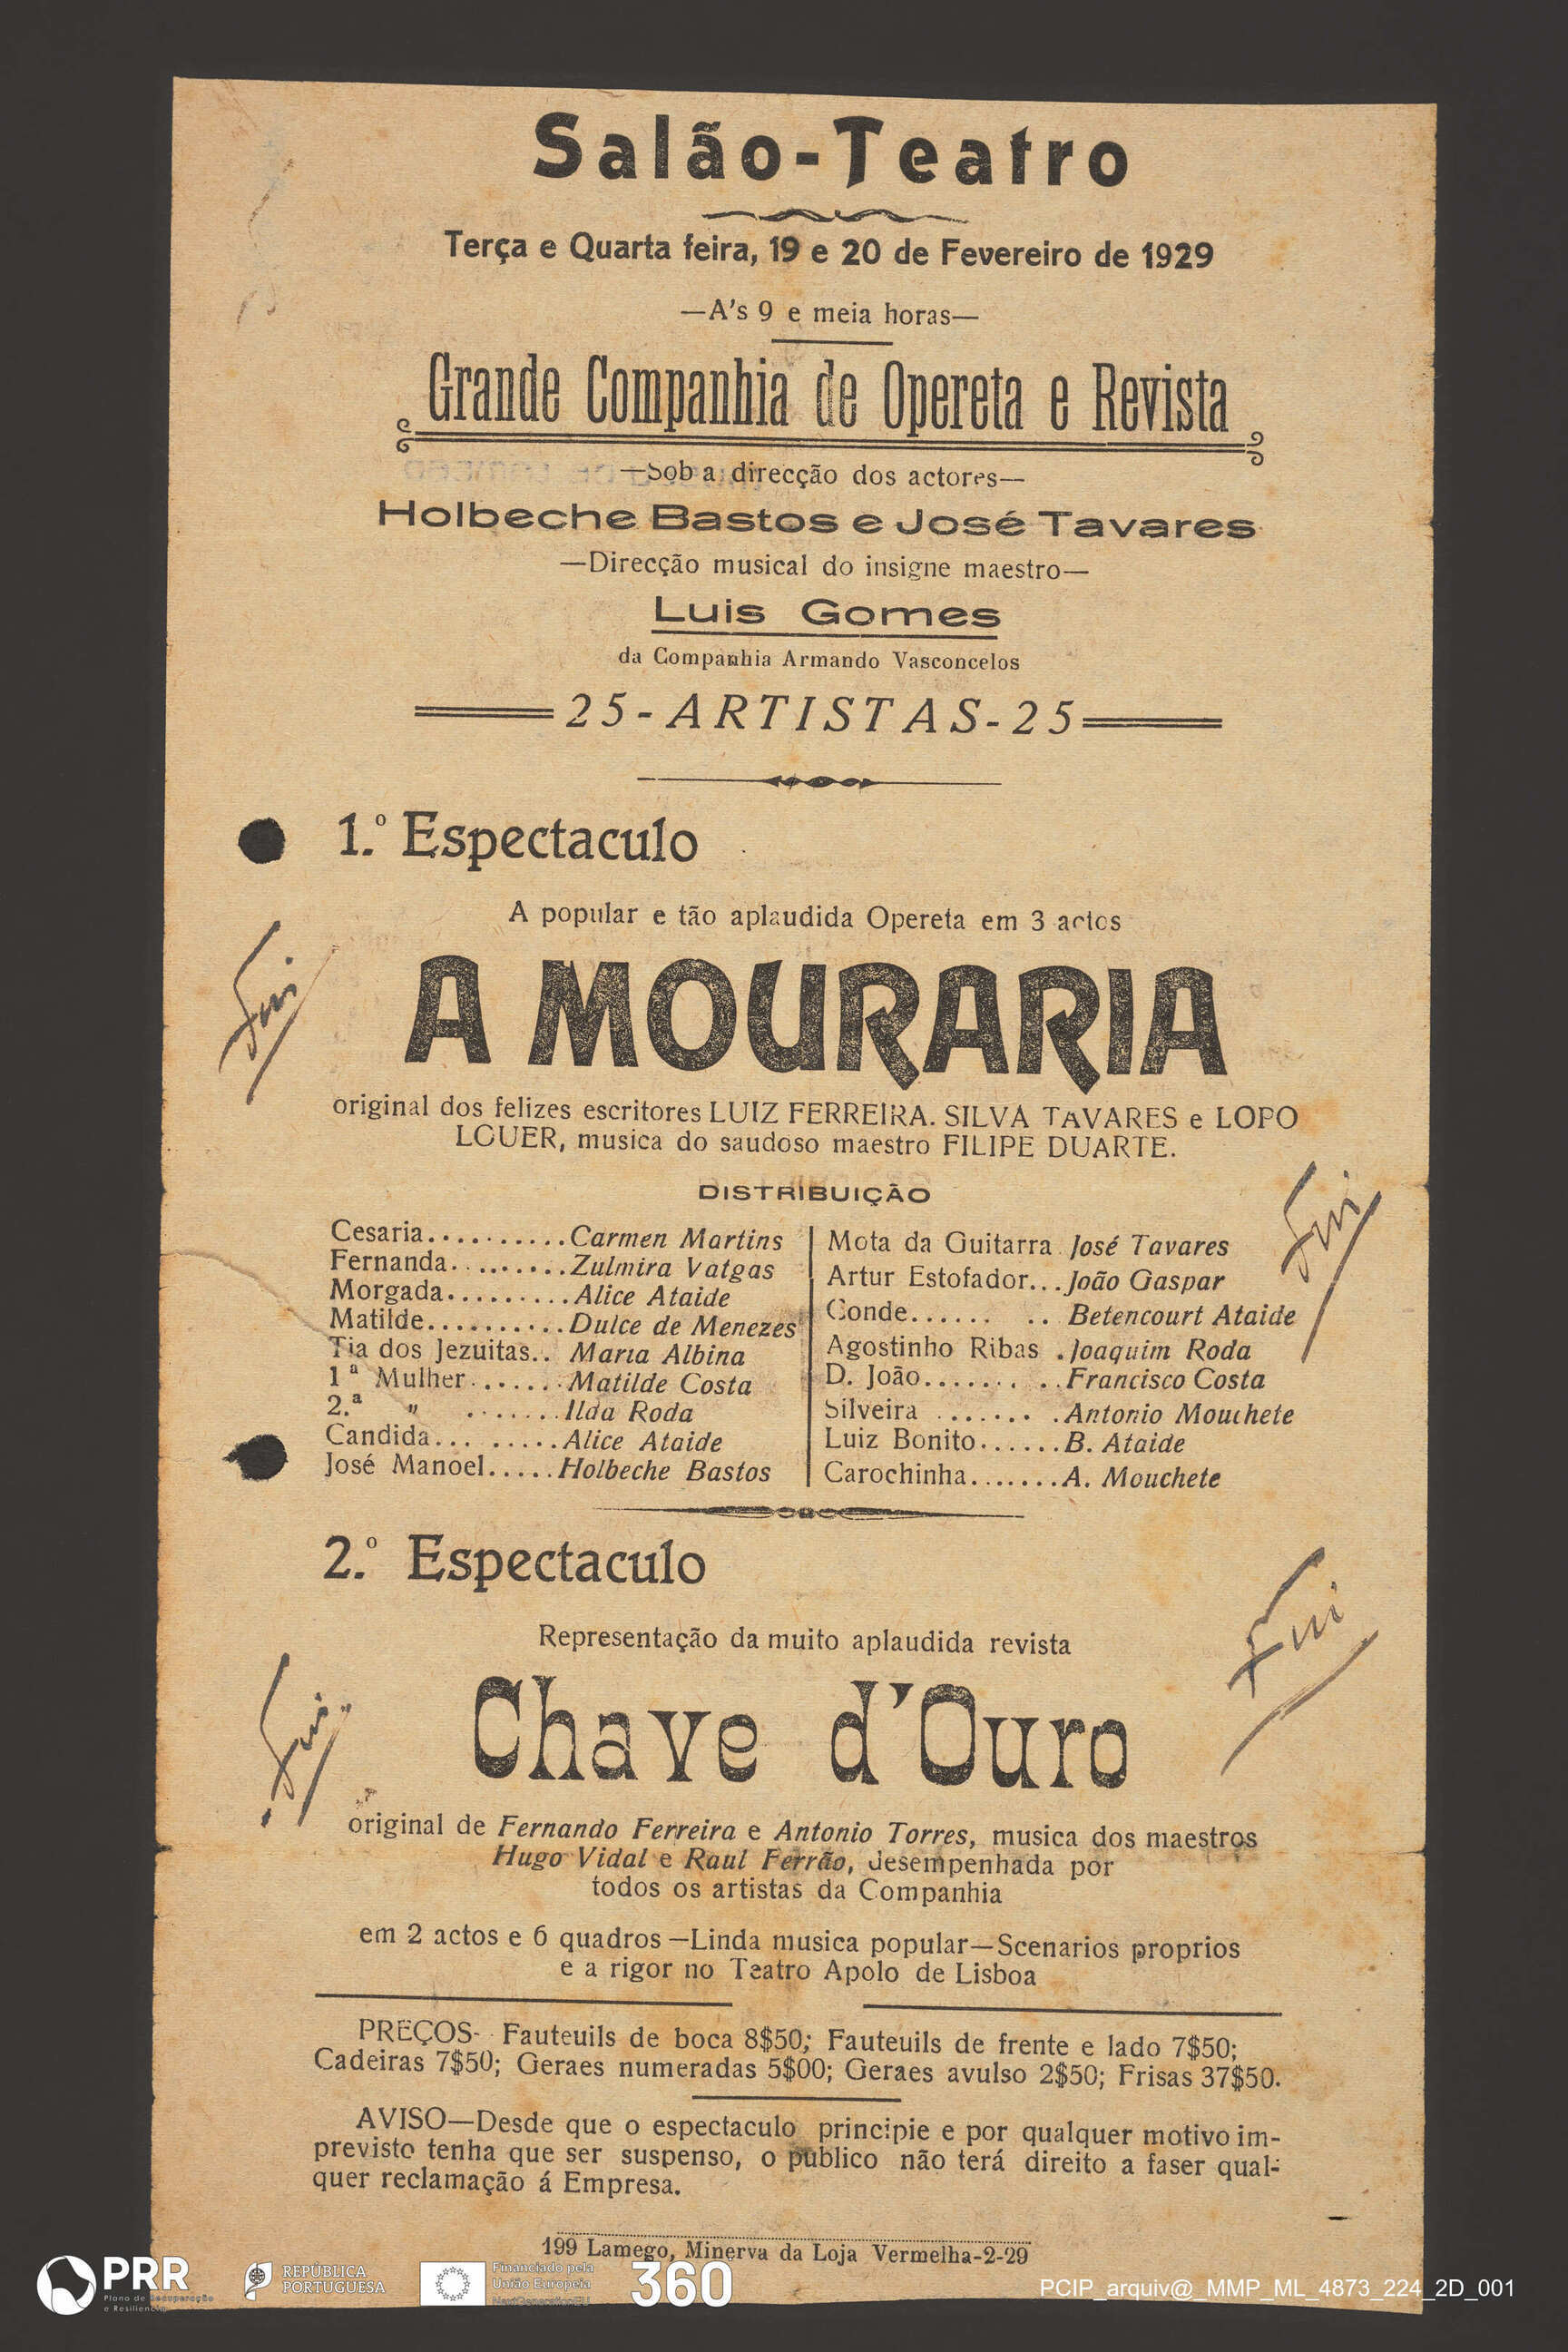 Salão-Teatro
Terça e Quarta feira, 19 e 20 de Fevereiro de 1929
—A's 9 e meia horas—
Grande Companhia de Opereta e Revista
—Sob a direcção dos actores—
Holbeche Bastos e José Tavares
—Direcção musical do insigne maestro—
Luis Gomes
da Companhia Armando Vasconcelos
25-ARTISTAS-25
1.º Espectaculo
A popular e tão aplaudida Opereta em 3 actos
A MOURARIA
Fui
original dos felizes escritores LUIZ FERREIRA. SILVA TAVARES e LOPO
LOUER, musica do saudoso maestro FILIPE DUARTE.
DISTRIBUIÇÃO
Fui
Cesaria..........Carmen Martins
Fernanda.........Zulmira Vatgas
Morgada.........Alice Ataide
Matilde..........Dulce de Menezes
Tia dos Jezuitas.. Maria Albina
1ª Mulher.......Matilde Costa
2.ª " .......Ilda Roda
Candida... .....Alice Ataide
José Manoel.....Holbeche Bastos
Mota da Guitarra. José Tavares
Artur Estofador...João Gaspar
Conde...... .. Betencourt Ataide
Agostinho Ribas .Joaquim Roda
D. João....... ..Francisco Costa
Silveira ....... .Antonio Mouchete
Luiz Bonito......B. Ataide
Carochinha.......A. Mouchete
2.º Espectaculo
Representação da muito aplaudida revista
Fui
Chave d'Ouro
Fui
original de Fernando Ferreira e Antonio Torres, musica dos maestros
Hugo Vidal e Raul Ferrão, desempenhada por
todos os artistas da Companhia
em 2 actos e 6 quadros—Linda musica popular—Scenarios proprios
e a rigor no Teatro Apolo de Lisboa
PREÇOS- Fauteuils de boca 8$50; Fauteuils de frente e lado 7$50;
Cadeiras 7$50; Geraes numeradas 5$00; Geraes avulso 2$50; Frisas 37$50.
AVISO—Desde que o espectaculo principie e por qualquer motivo im-
previsto tenha que ser suspenso, o publico não terá direito a faser qual-
quer reclamação á Empresa.
199 Lamego, Minerva da Loja Vermelha-2-29
PRR
Plano de Recuperação
e Resiliência
REPÚBLICA
PORTUGUESA
Financiado pela
União Europeia
NextGenerationEU
360
PCIP_arquiv@_MMP_ML_4873_224_2D_001